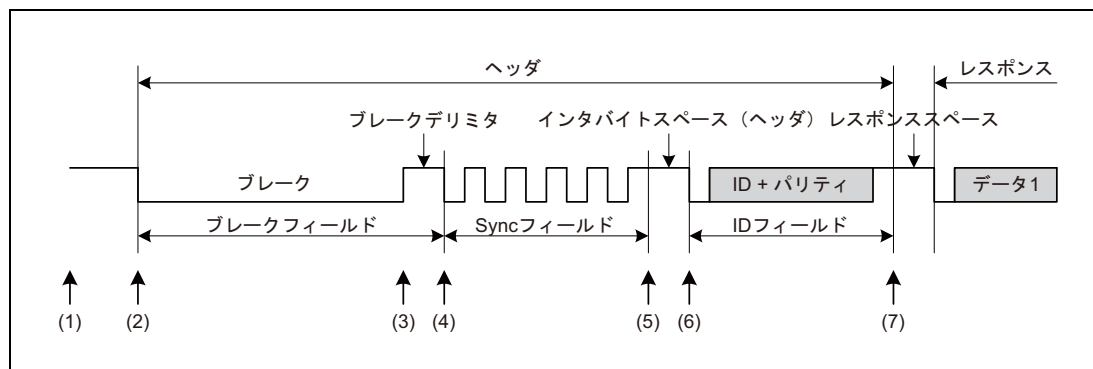 ヘッダ
レスポンス
ブレークデリミタ
インタバイトスペース（ヘッダ）
レスポンススペース
ブレーク
ID + パリティ
データ1
ブレークフィールド
Syncフィールド
IDフィールド
(1)
(2)
(3)
(4)
(5)
(6)
(7)